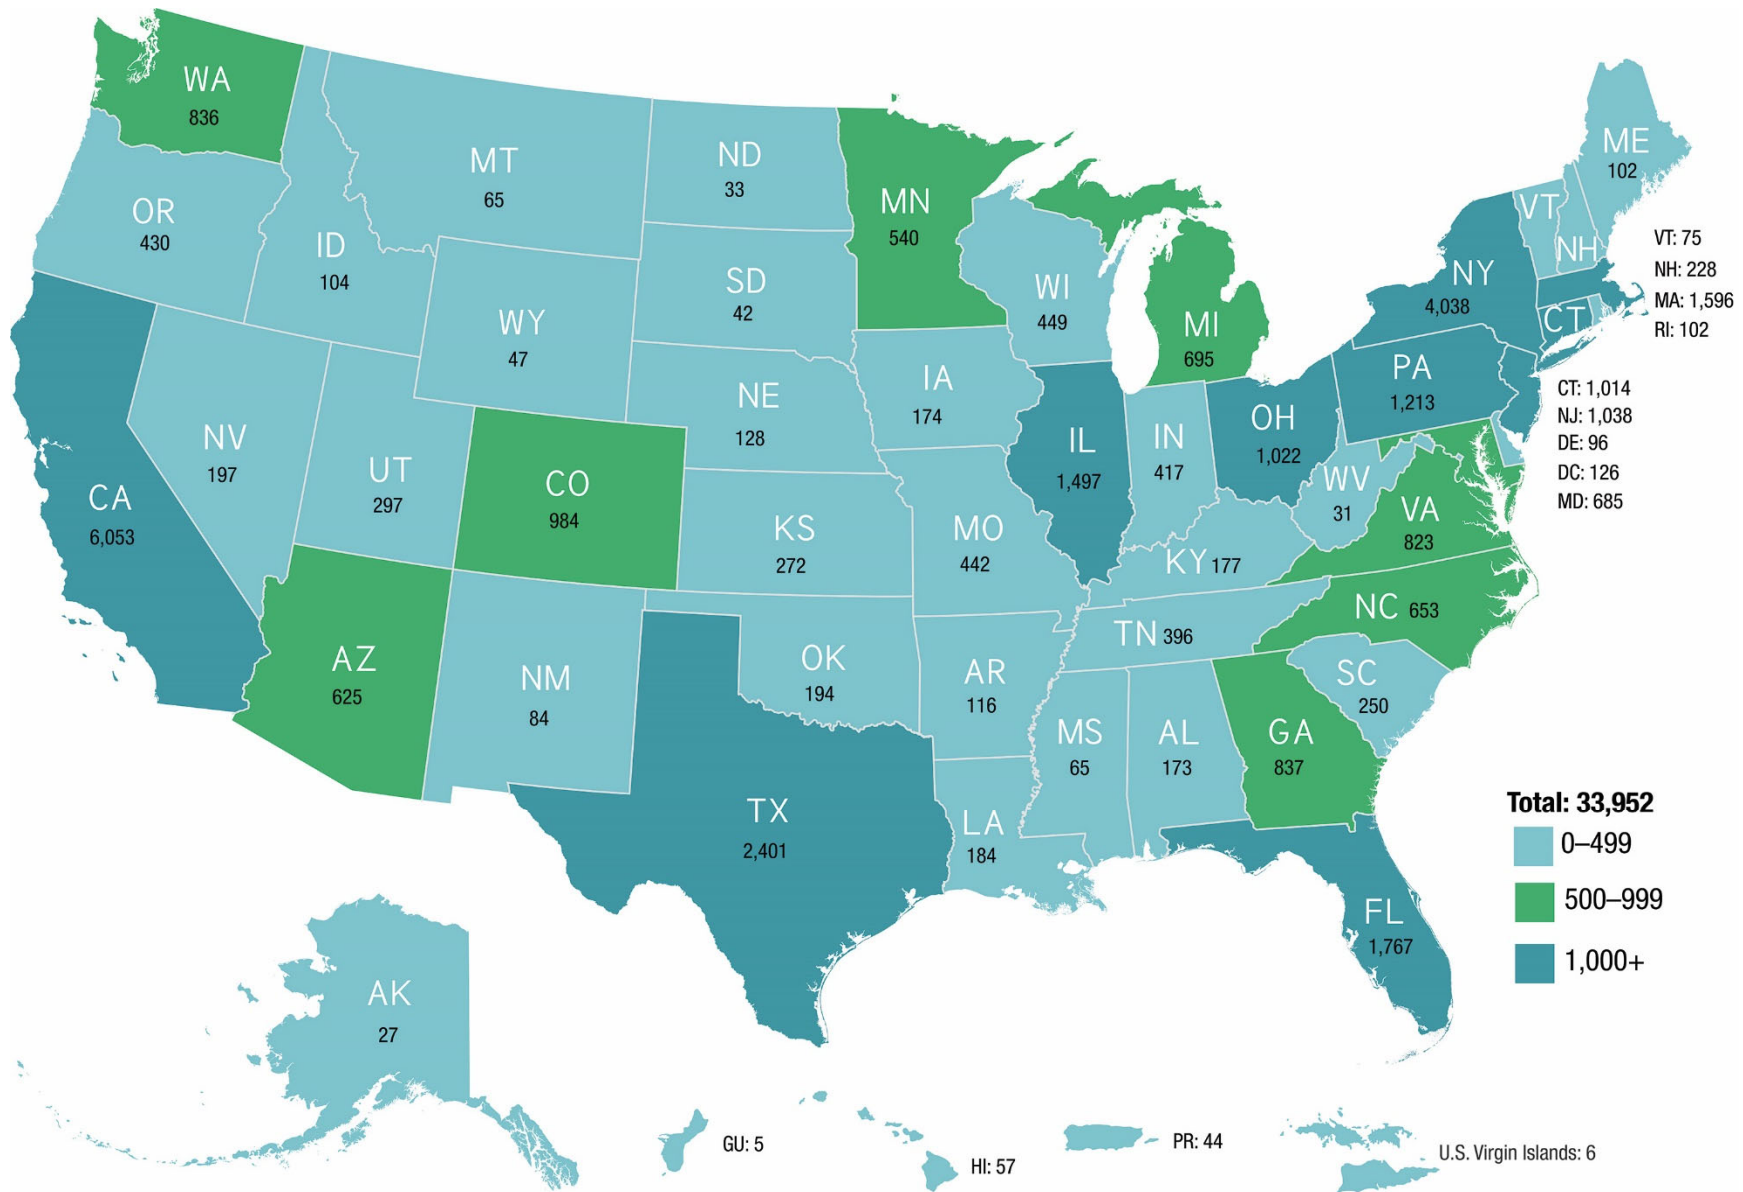 WA
836
OR
430
CA
6,053
ID
104
NV
197
MT
65
WY
47
UT
297
AZ
625
CO
984
NM
84
ND
33
SD
42
NE
128
KS
272
OK
194
TX
2,401
MN
540
IA
174
MO
442
AR
116
LA
184
WI
449
IL
1,497
MI
695
IN
417
OH
1,022
KY 177
TN 396
MS
65
AL
173
GA
837
FL
1,767
SC
250
NC 653
VA
823
WV
31
PA
1,213
NY
4,038
VT
NH
ME
102
CT
VT: 75
NH: 228
MA: 1,596
RI: 102
CT: 1,014
NJ: 1,038
DE: 96
DC: 126
MD: 685
Total: 33,952
0–499
500–999
1,000+
AK
27
GU: 5
HI: 57
PR: 44
U.S. Virgin Islands: 6